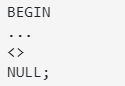 BEGIN
...
<>
NULL;